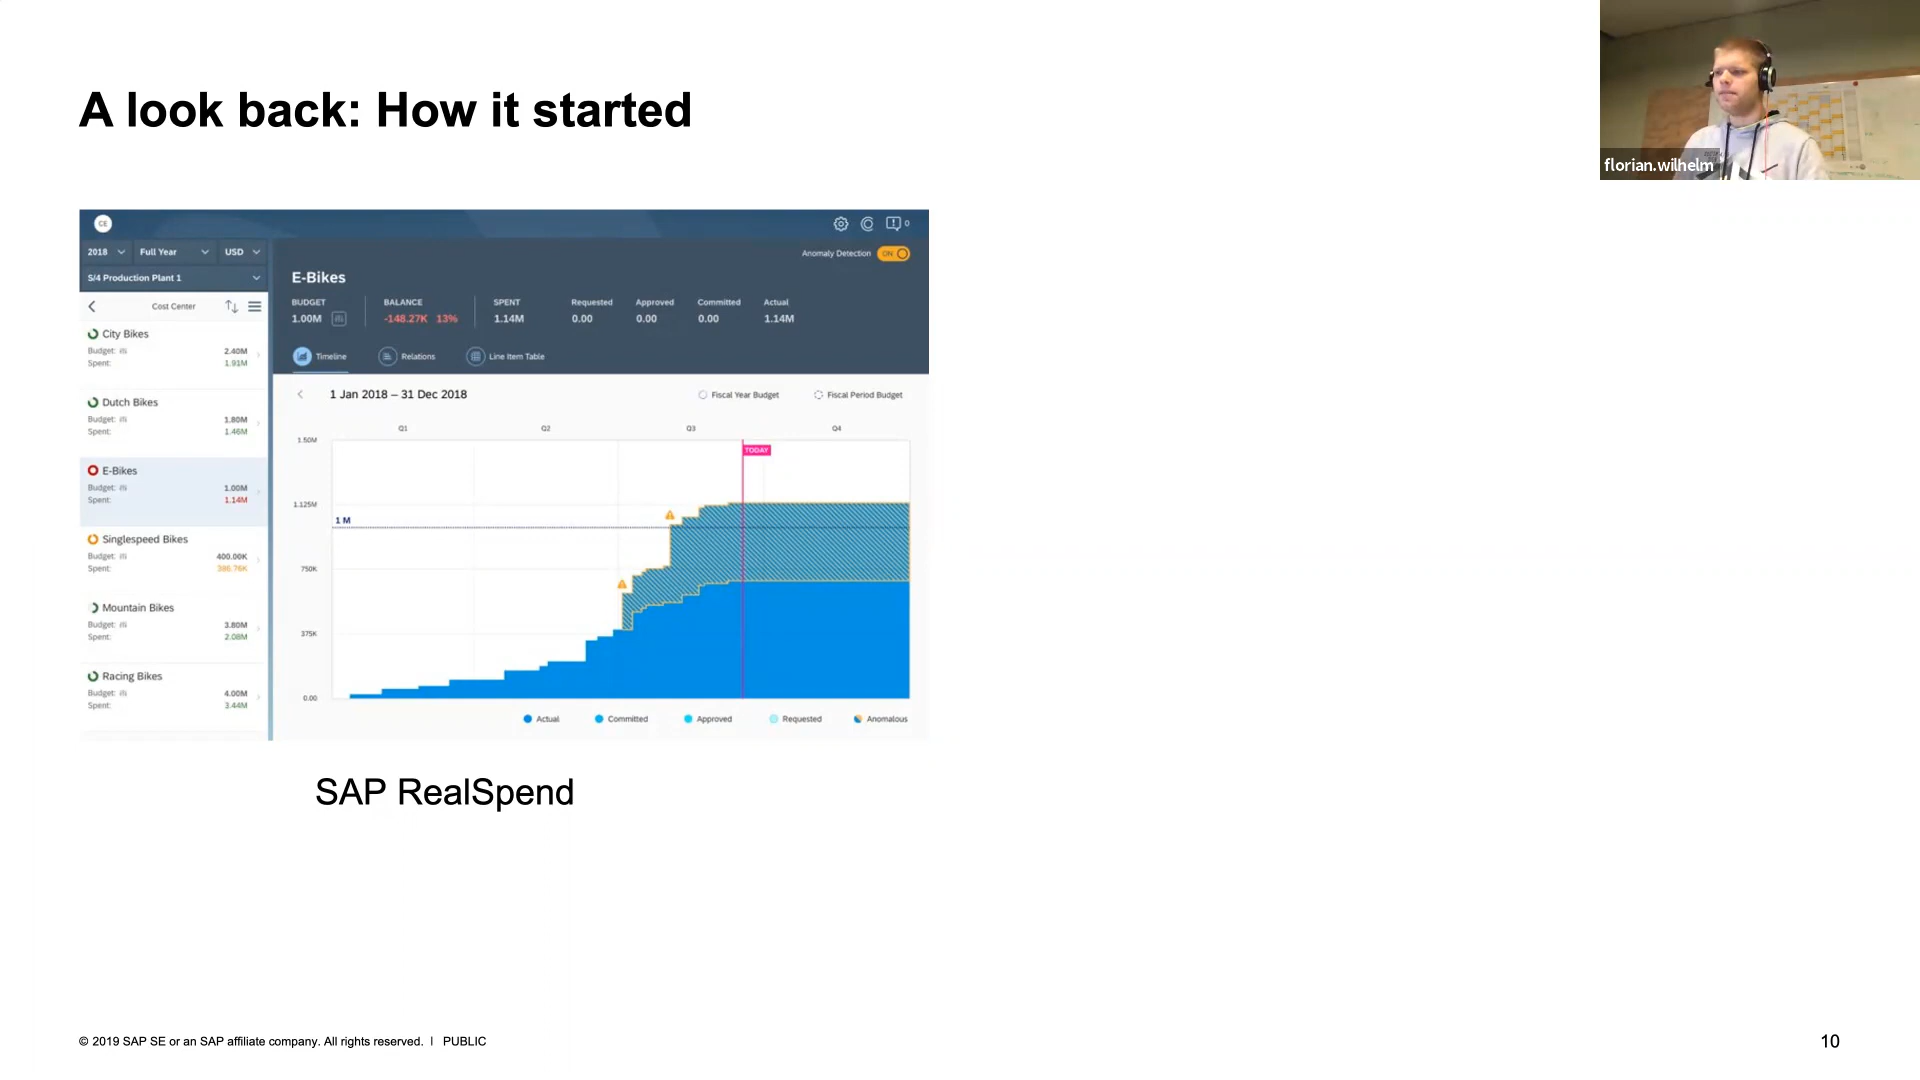 A look back: How it started
florian.wilhelm
CE
0
2018
Full Year
USD
S/4 Production Plant 1
Anomaly Detection
ON
E-Bikes
BUDGET
1.00M
BALANCE
-148.27K 13%
SPENT
1.14M
Requested
0.00
Approved
0.00
Committed
0.00
Actual
1.14M
Timeline
Relations
Line Item Table
Cost Center
City Bikes
Budget:
2.40M
Spent:
1.91M
Dutch Bikes
Budget:
1.80M
Spent:
1.46M
E-Bikes
Budget:
1.00M
Spent:
1.14M
Singlespeed Bikes
Budget:
400.00K
Spent:
386.76K
Mountain Bikes
Budget:
3.80M
Spent:
2.08M
Racing Bikes
Budget:
4.00M
Spent:
3.44M
1 Jan 2018 – 31 Dec 2018
Fiscal Year Budget
Fiscal Period Budget
Q1
Q2
Q3
Q4
1.50M
TODAY
1.125M
1 M
750K
375K
0.00
Actual
Committed
Approved
Requested
Anomalous
SAP RealSpend
© 2019 SAP SE or an SAP affiliate company. All rights reserved. | PUBLIC
10